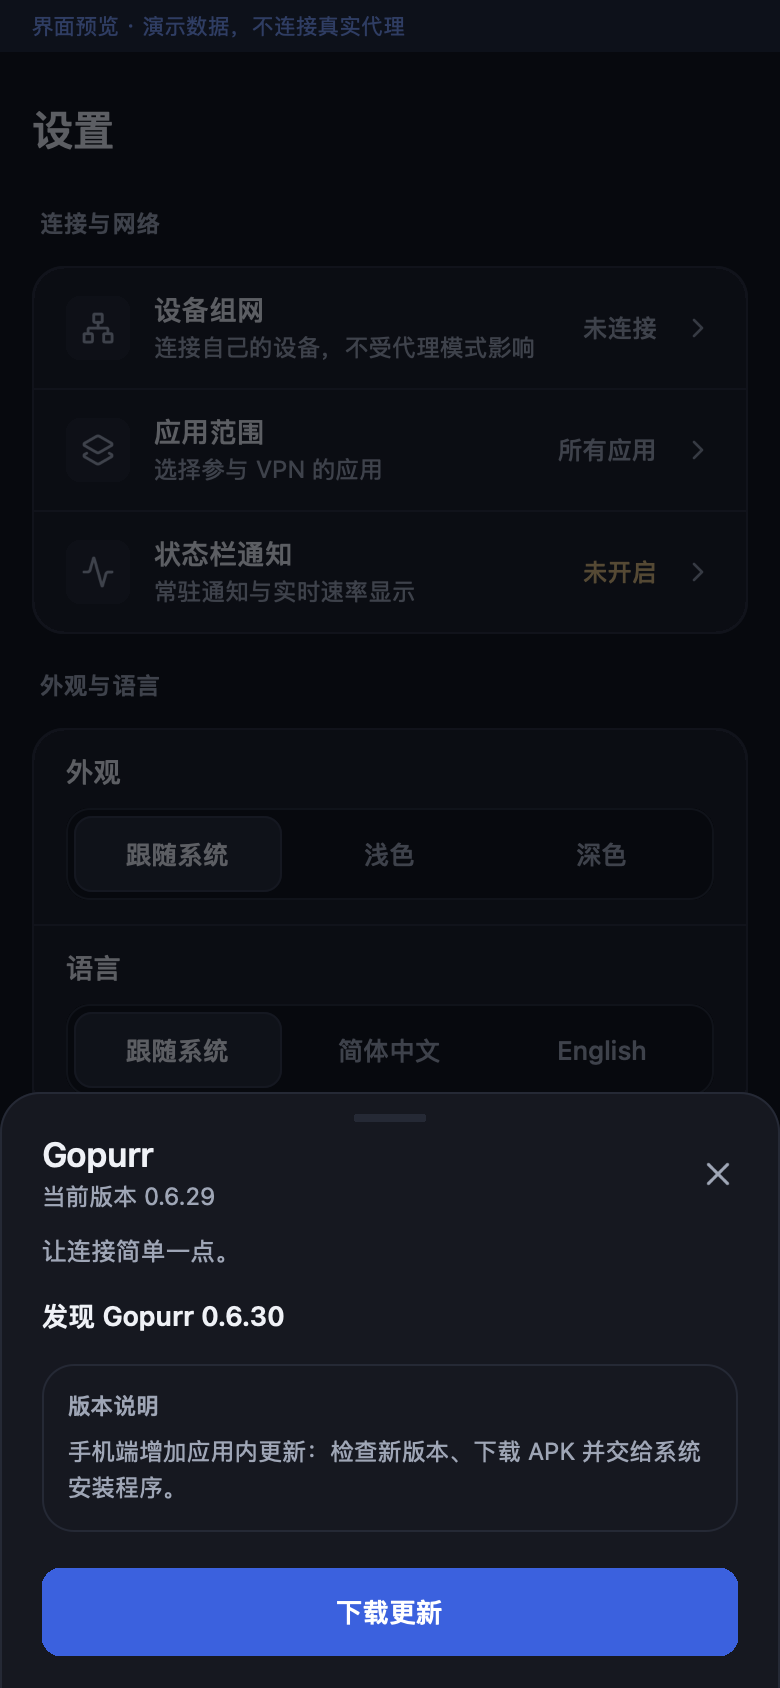 界面预览 · 演示数据，不连接真实代理
设置
连接与网络
设备组网
连接自己的设备，不受代理模式影响
未连接
应用范围
选择参与 VPN 的应用
所有应用
状态栏通知
常驻通知与实时速率显示
未开启
外观与语言
外观
跟随系统
浅色
深色
语言
跟随系统
简体中文
English
Gopurr
当前版本 0.6.29
让连接简单一点。
发现 Gopurr 0.6.30
版本说明
手机端增加应用内更新：检查新版本、下载 APK 并交给系统
安装程序。
下载更新